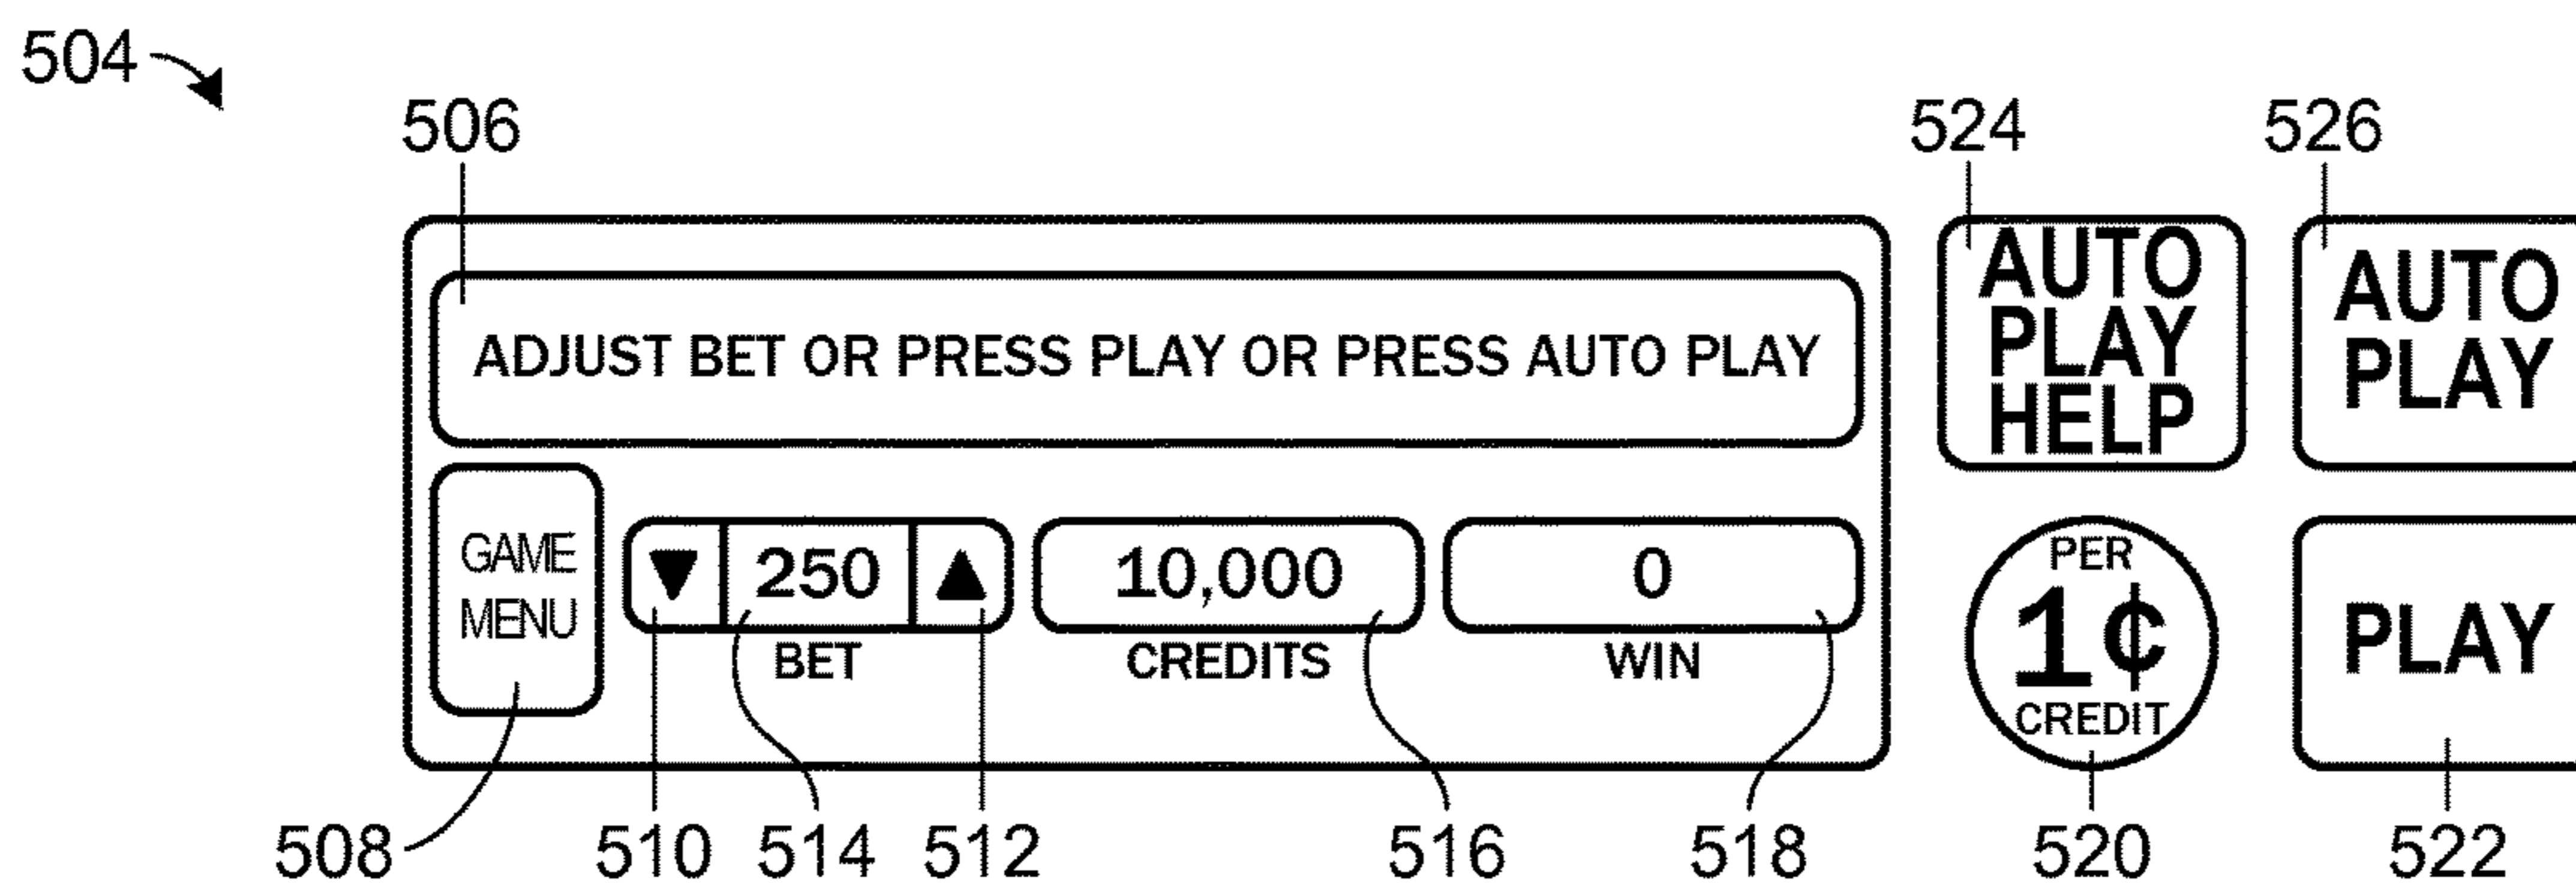 504
506
524
526
ADJUST BET OR PRESS PLAY OR PRESS AUTO PLAY
AUTO
PLAY
HELP
AUTO
PLAY
GAME
MENU
▼ 250 ▲
BET
10,000
CREDITS
0
WIN
PER
1¢
CREDIT
PLAY
508
510
514
512
516
518
520
522